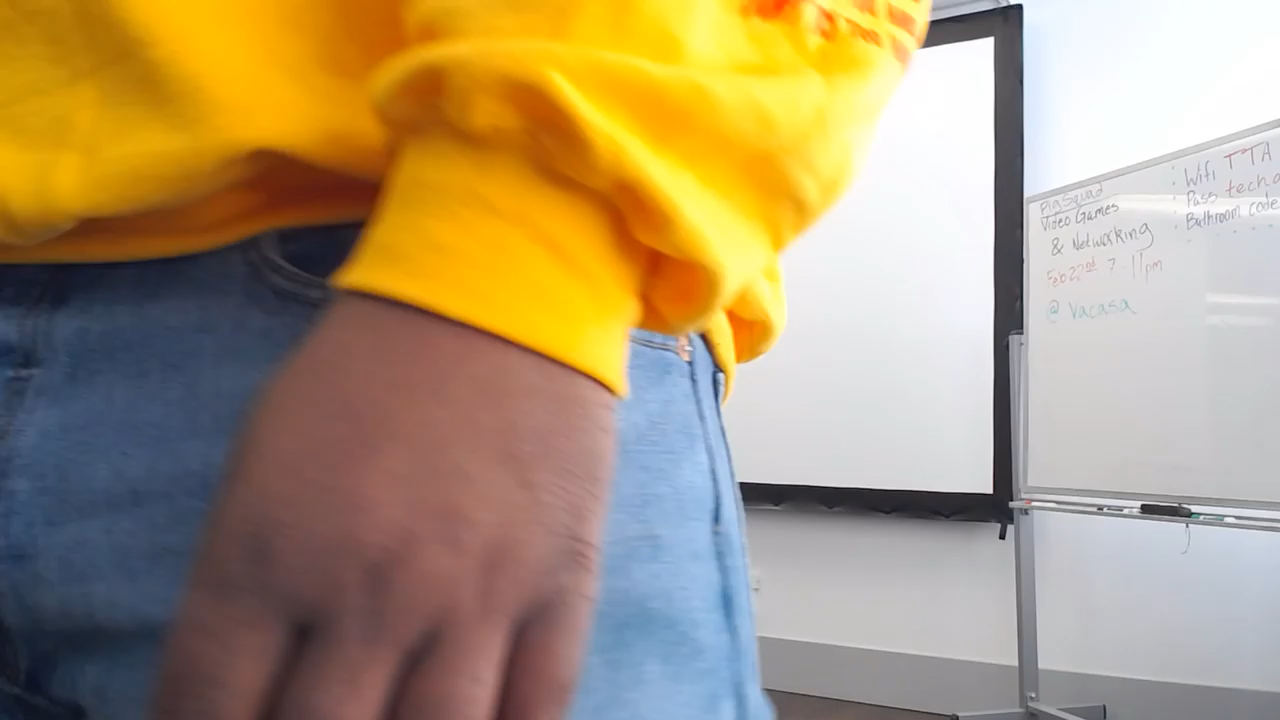 PIGSquad
Video Games
& Networking
Feb 22nd 7-11pm
@ Vacasa
: Wifi TTA
: Pass techa
: Bathroom code